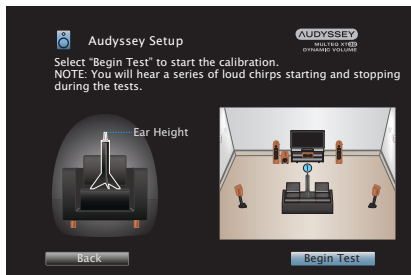 Audyssey Setup
AUDYSSEY
MULTEQ XT32
DYNAMIC VOLUME
Select “Begin Test” to start the calibration.
NOTE: You will hear a series of loud chirps starting and stopping
during the tests.
Ear Height
Back
Begin Test